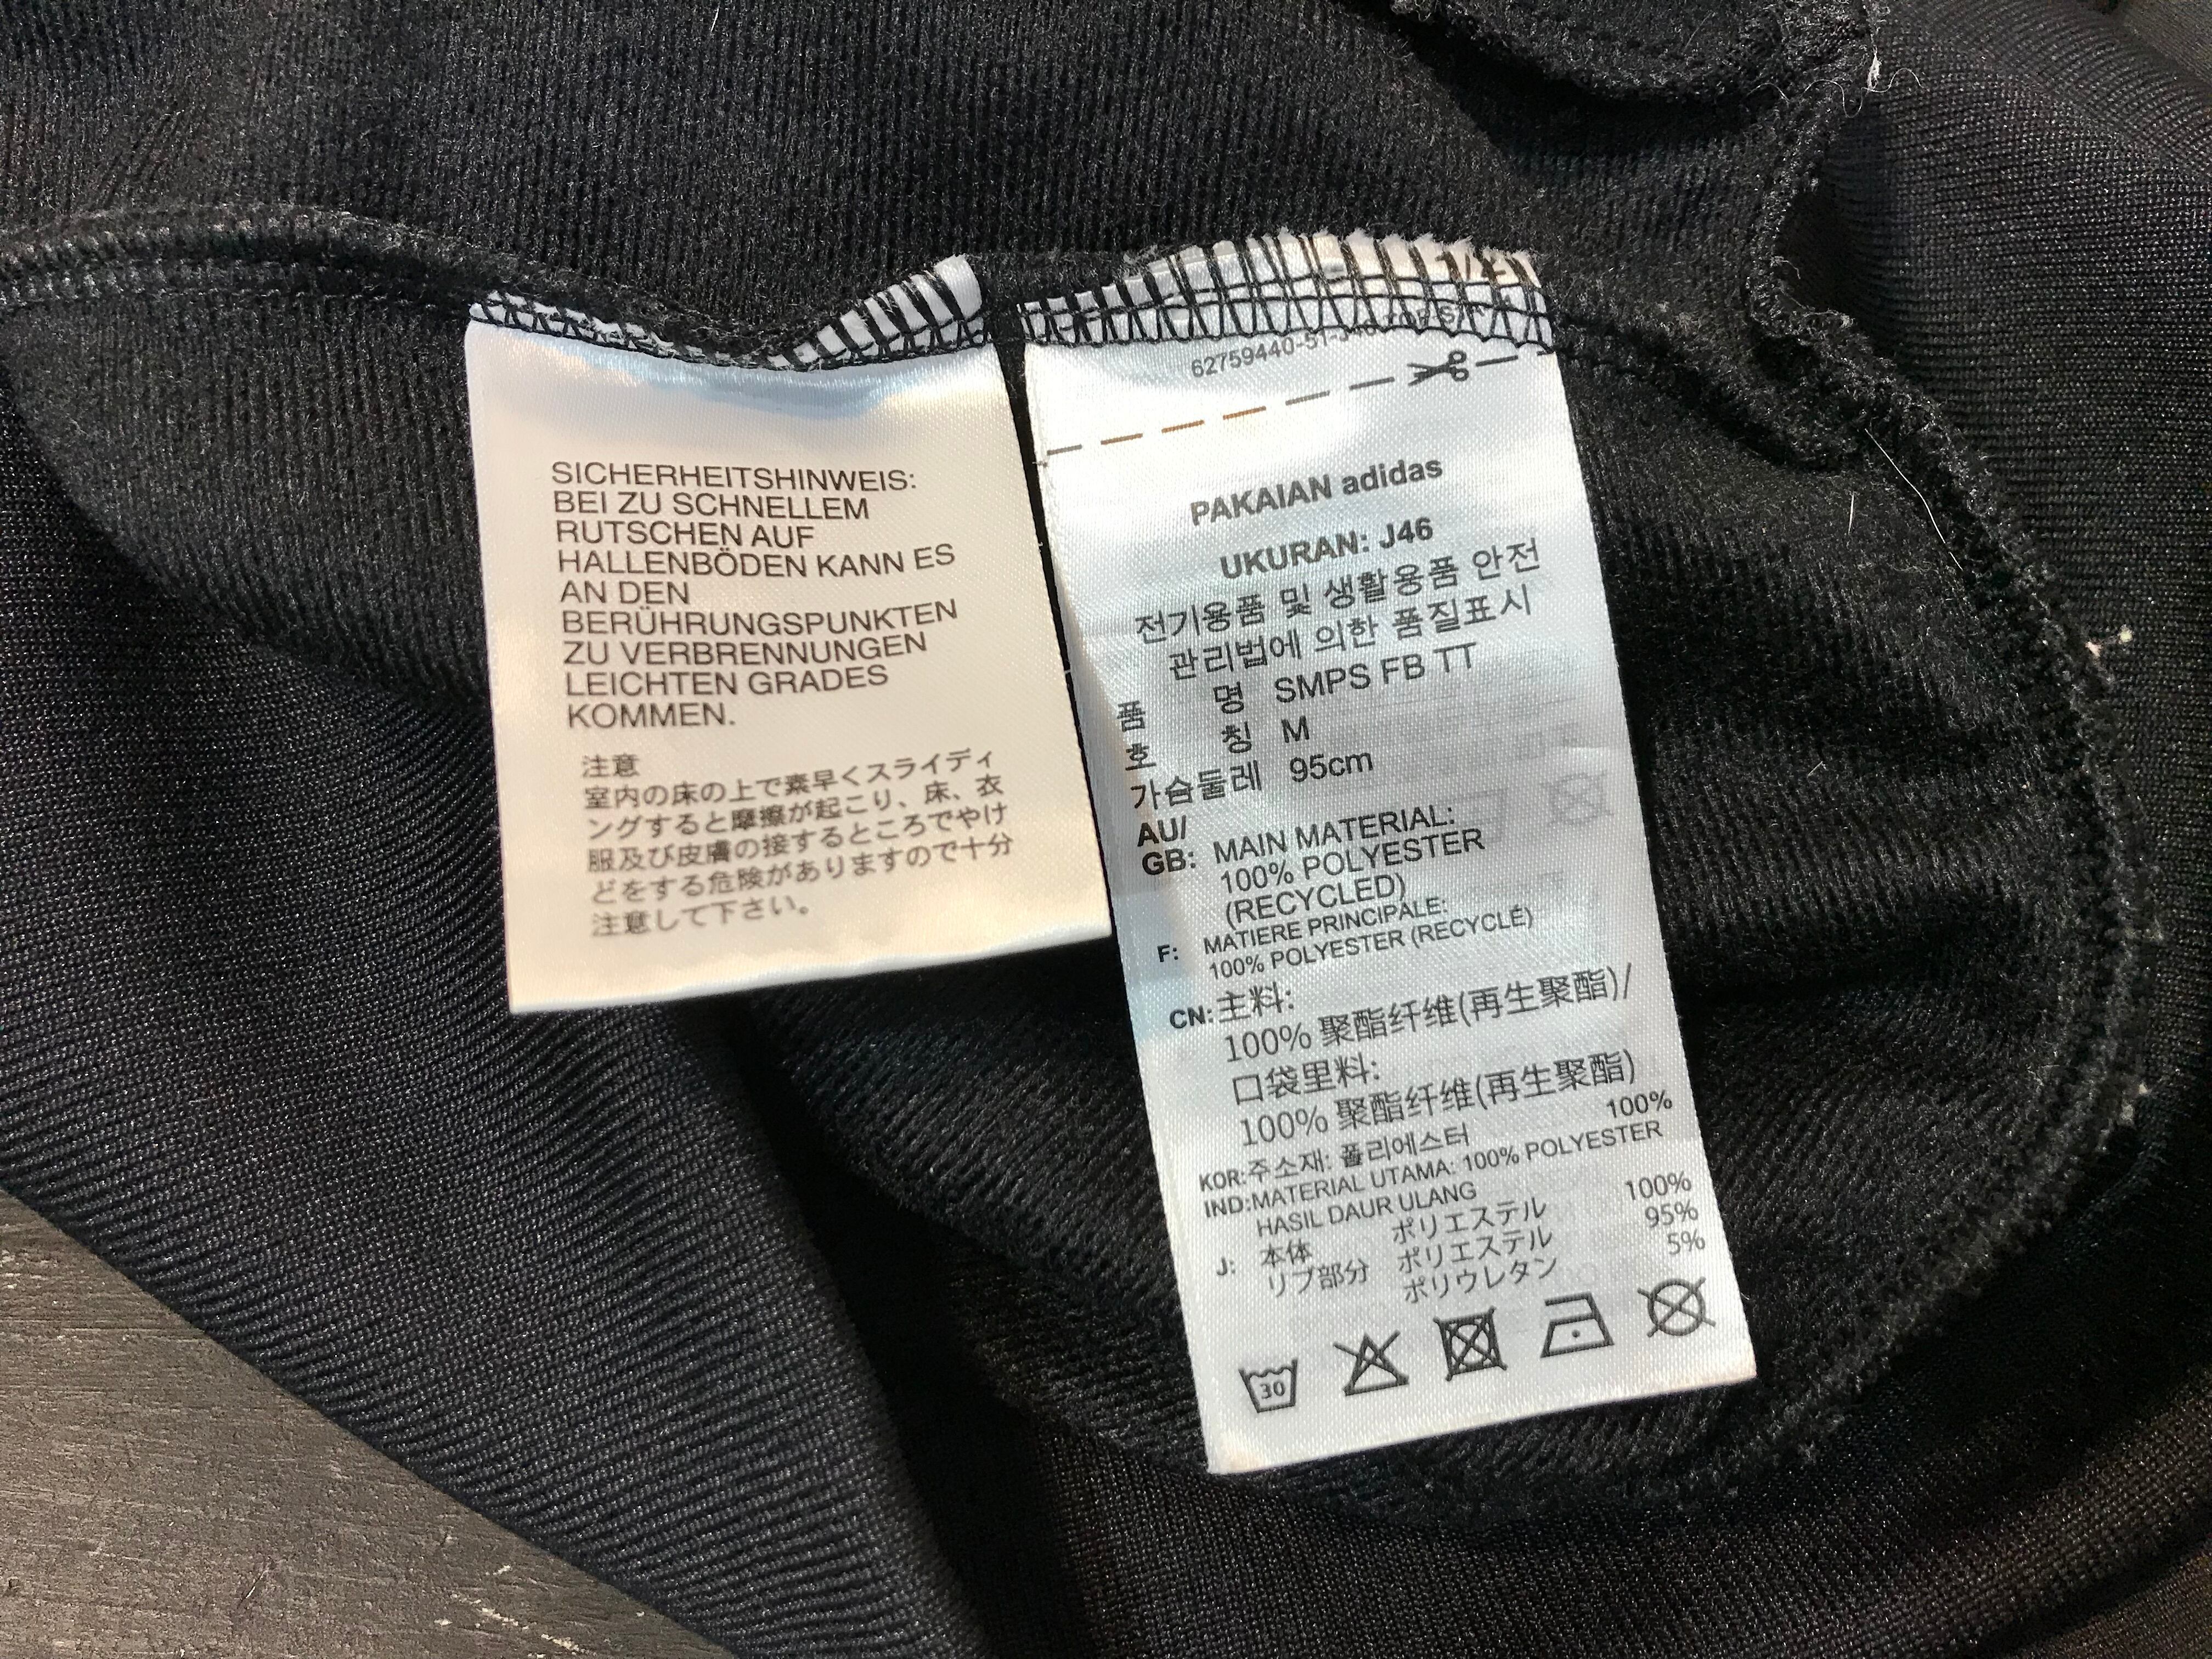 SICHERHEITSHINWEIS:
BEI ZU SCHNELLEM
RUTSCHEN AUF
HALLENBÖDEN KANN ES
AN DEN
BERÜHRUNGSPUNKTEN
ZU VERBRENNUNGEN
LEICHTEN GRADES
KOMMEN.
注意
室内の床の上で素早くスライディ
ングすると摩擦が起こり、床、衣
服及び皮膚の接するところでやけ
どをする危険がありますので十分
注意して下さい。
62759440-51-J46
PAKAIAN adidas
UKURAN: J46
전기용품 및 생활용품 안전
관리법에 의한 품질표시
품 명 SMPS FB TT
호 칭 M
가슴둘레 95cm
AU/
GB: MAIN MATERIAL:
100% POLYESTER
(RECYCLED)
F: MATIERE PRINCIPALE:
100% POLYESTER (RECYCLÉ)
CN: 主料:
100% 聚酯纤维(再生聚酯)/
口袋里料:
100% 聚酯纤维(再生聚酯)
KOR: 주소재: 폴리에스터 100%
IND: MATERIAL UTAMA: 100% POLYESTER
HASIL DAUR ULANG
J: 本体 ポリエステル 100%
リブ部分 ポリエステル 95%
ポリウレタン 5%
30